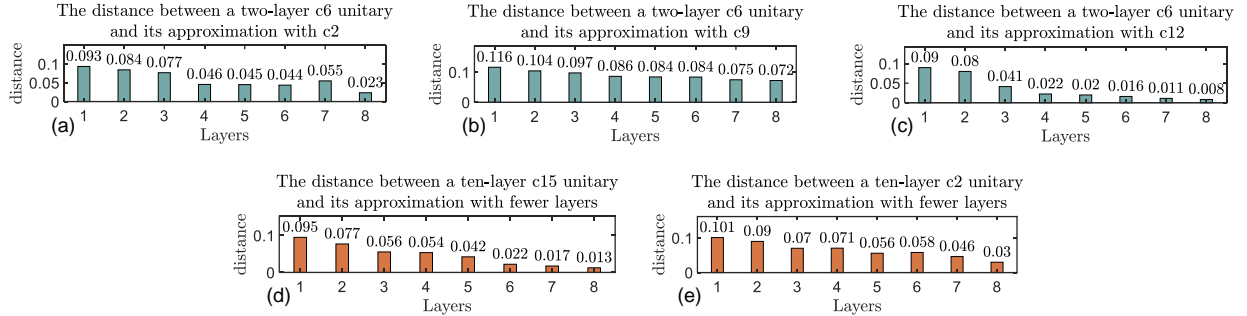 The distance between a two-layer c6 unitary
and its approximation with c2
distance
0.1
0.05
0
0.093
0.084
0.077
0.046
0.045
0.044
0.055
0.023
1 2 3 4 5 6 7 8
(a)
Layers
The distance between a two-layer c6 unitary
and its approximation with c9
distance
0.1
0
0.116
0.104
0.097
0.086
0.084
0.084
0.075
0.072
1 2 3 4 5 6 7 8
(b)
Layers
The distance between a two-layer c6 unitary
and its approximation with c12
distance
0.1
0.05
0
0.09
0.08
0.041
0.022
0.02
0.016
0.011
0.008
1 2 3 4 5 6 7 8
(c)
Layers
The distance between a ten-layer c15 unitary
and its approximation with fewer layers
distance
0.1
0
0.095
0.077
0.056
0.054
0.042
0.022
0.017
0.013
1 2 3 4 5 6 7 8
(d)
Layers
The distance between a ten-layer c2 unitary
and its approximation with fewer layers
distance
0.1
0
0.101
0.09
0.07
0.071
0.056
0.058
0.046
0.03
1 2 3 4 5 6 7 8
(e)
Layers